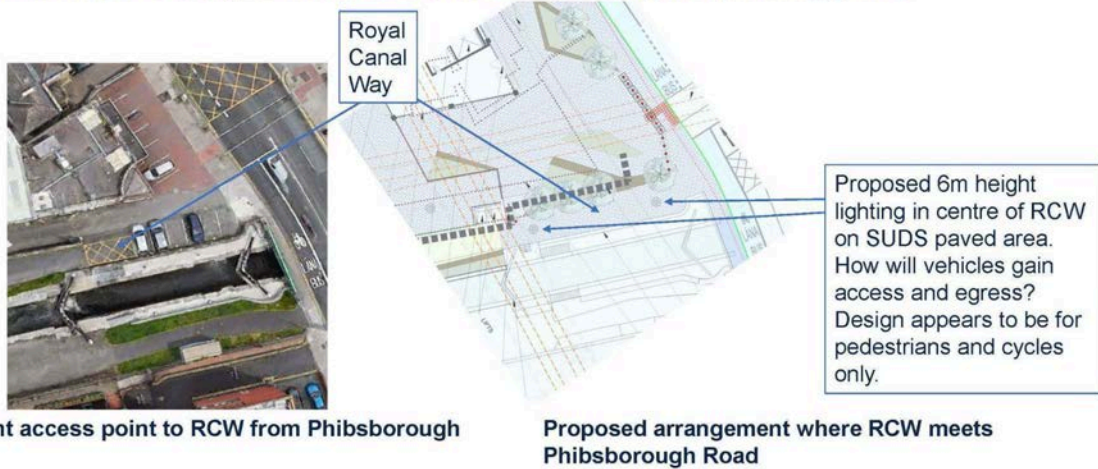 Royal
Canal
Way
Proposed 6m height
lighting in centre of RCW
on SUDS paved area.
How will vehicles gain
access and egress?
Design appears to be for
pedestrians and cycles
only.
LIFTS
nt access point to RCW from Phibsborough
Proposed arrangement where RCW meets
Phibsborough Road